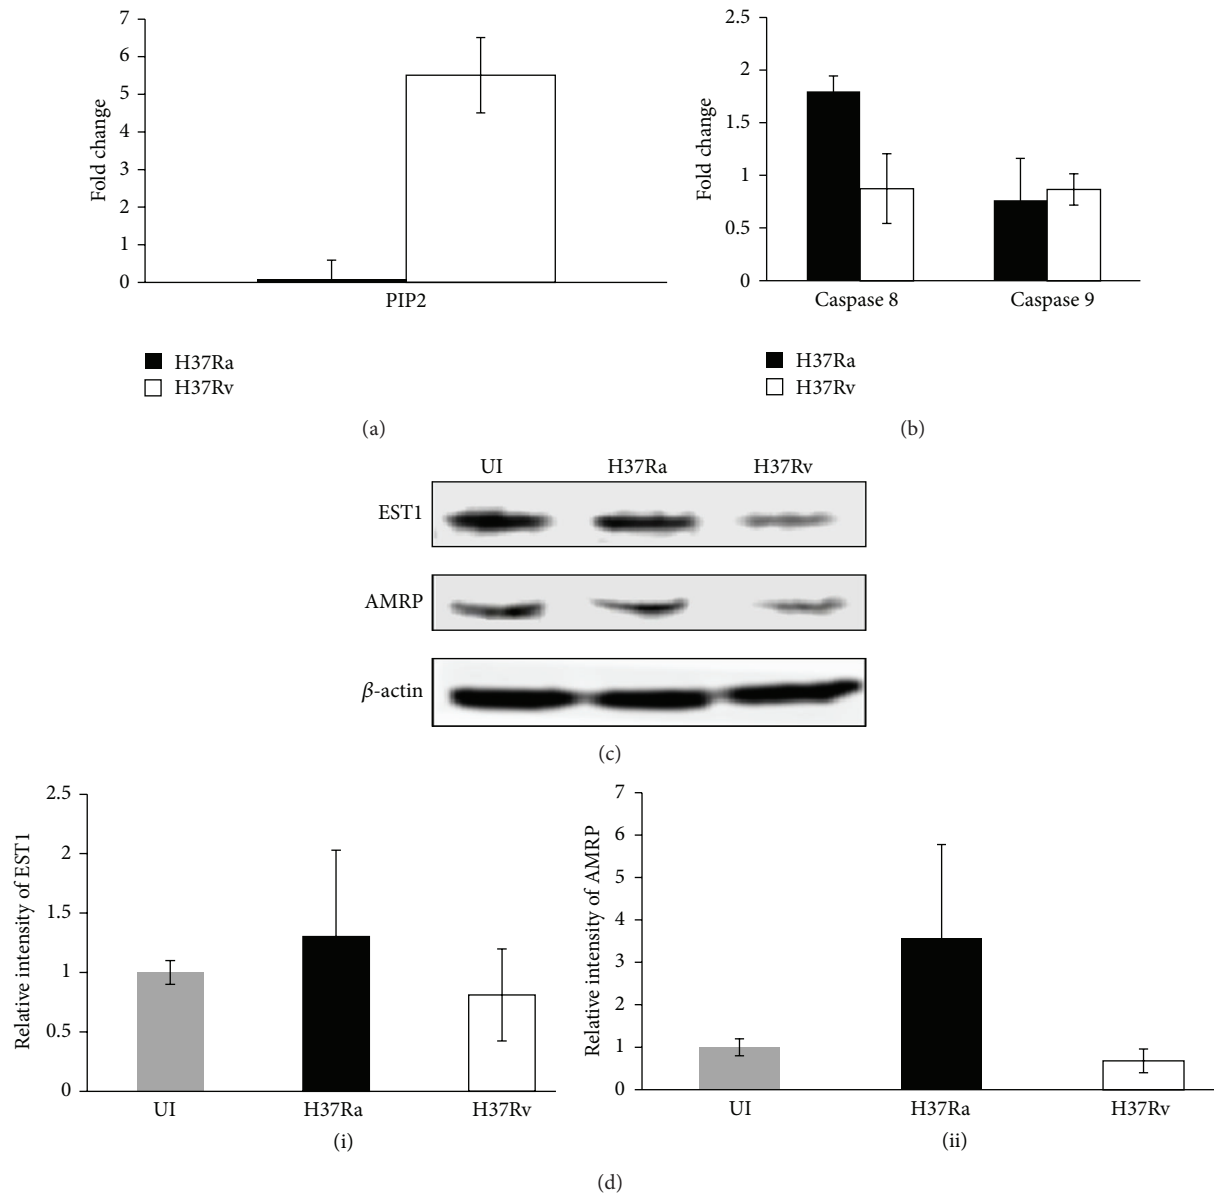 Fold change
7
6
5
4
3
2
1
0
PIP2
H37Ra
H37Rv
(a)
Fold change
2.5
2
1.5
1
0.5
0
Caspase 8 Caspase 9
H37Ra
H37Rv
(b)
UI H37Ra H37Rv
EST1
AMRP
β-actin
(c)
Relative intensity of EST1
2.5
2
1.5
1
0.5
0
UI H37Ra H37Rv
(i)
Relative intensity of AMRP
7
6
5
4
3
2
1
0
UI H37Ra H37Rv
(ii)
(d)